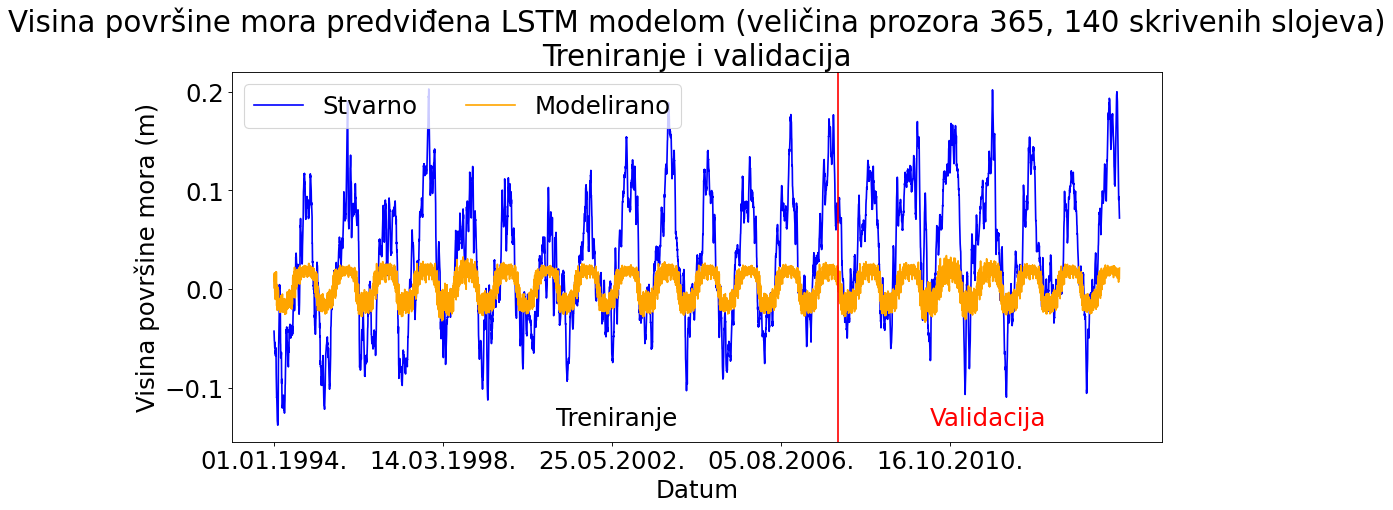 Visina površine mora predviđena LSTM modelom (veličina prozora 365, 140 skrivenih slojeva)
Treniranje i validacija
Stvarno Modelirano
0.2
0.1
0.0
−0.1
Visina površine mora (m)
Treniranje Validacija
01.01.1994. 14.03.1998. 25.05.2002. 05.08.2006. 16.10.2010.
Datum